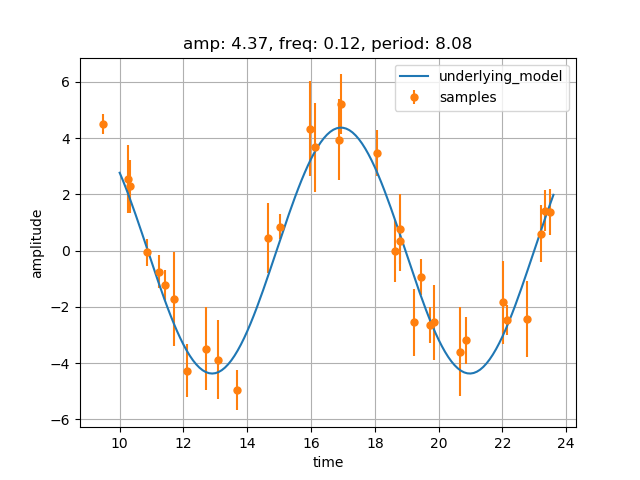 amp: 4.37, freq: 0.12, period: 8.08
underlying_model
samples
6
4
2
0
−2
−4
−6
amplitude
10 12 14 16 18 20 22 24
time